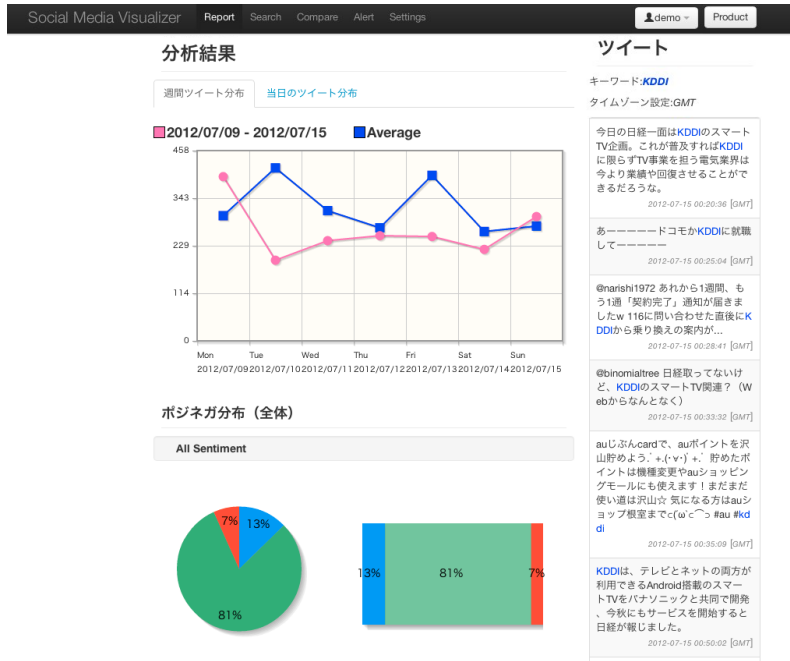 Social Media Visualizer Report Search Compare Alert Settings demo Product
分析結果
週間ツイート分布 当日のツイート分布
2012/07/09 - 2012/07/15 Average
458
343
229
114
0
Mon Tue Wed Thu Fri Sat Sun
2012/07/09 2012/07/10 2012/07/11 2012/07/12 2012/07/13 2012/07/14 2012/07/15
ポジネガ分布（全体）
All Sentiment
7% 13%
81%
13% 81% 7%
ツイート
キーワード:KDDI
タイムゾーン設定:GMT
今日の日経一面はKDDIのスマート
TV企画。これが普及すればKDDI
に限らずTV事業を担う電気業界は
今より業績や回復させることがで
きるだろうな。
2012-07-15 00:20:36 [GMT]
あーーーーードコモかKDDIに就職
してーーーーー
2012-07-15 00:25:04 [GMT]
@narishi1972 あれから1週間、も
う1通「契約完了」通知が届きま
したw 116に問い合わせた直後にK
DDIから乗り換えの案内が…
2012-07-15 00:28:41 [GMT]
@binomialtree 日経取ってないけ
ど、KDDIのスマートTV関連？（W
ebからなんとなく）
2012-07-15 00:33:32 [GMT]
auじぶんcardで、auポイントを沢
山貯めよう.ﾟ+.(･∀･)ﾟ+.ﾟ 貯めたポ
イントは機種変更やauショッピン
グモールにも使えます！まだまだ
使い道は沢山☆ 気になる方はauシ
ョップ根室まで⊂(ω´⊂⌒⊃ #au #kd
di
2012-07-15 00:35:09 [GMT]
KDDIは、テレビとネットの両方が
利用できるAndroid搭載のスマー
トTVをパナソニックと共同で開発
、今秋にもサービスを開始すると
日経が報じました。
2012-07-15 00:50:02 [GMT]